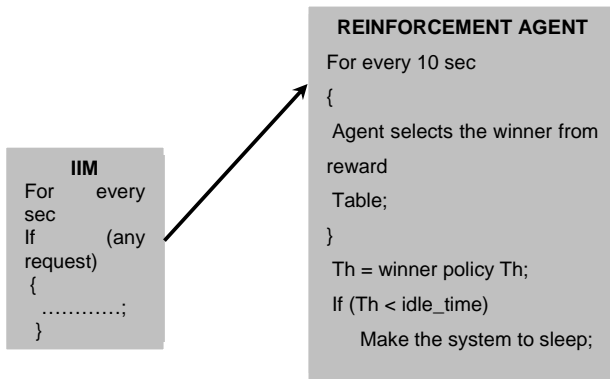 IIM
For every
sec
If (any
request)
{
…………;
}
REINFORCEMENT AGENT
For every 10 sec
{
Agent selects the winner from
reward
Table;
}
Th = winner policy Th;
If (Th < idle_time)
Make the system to sleep;